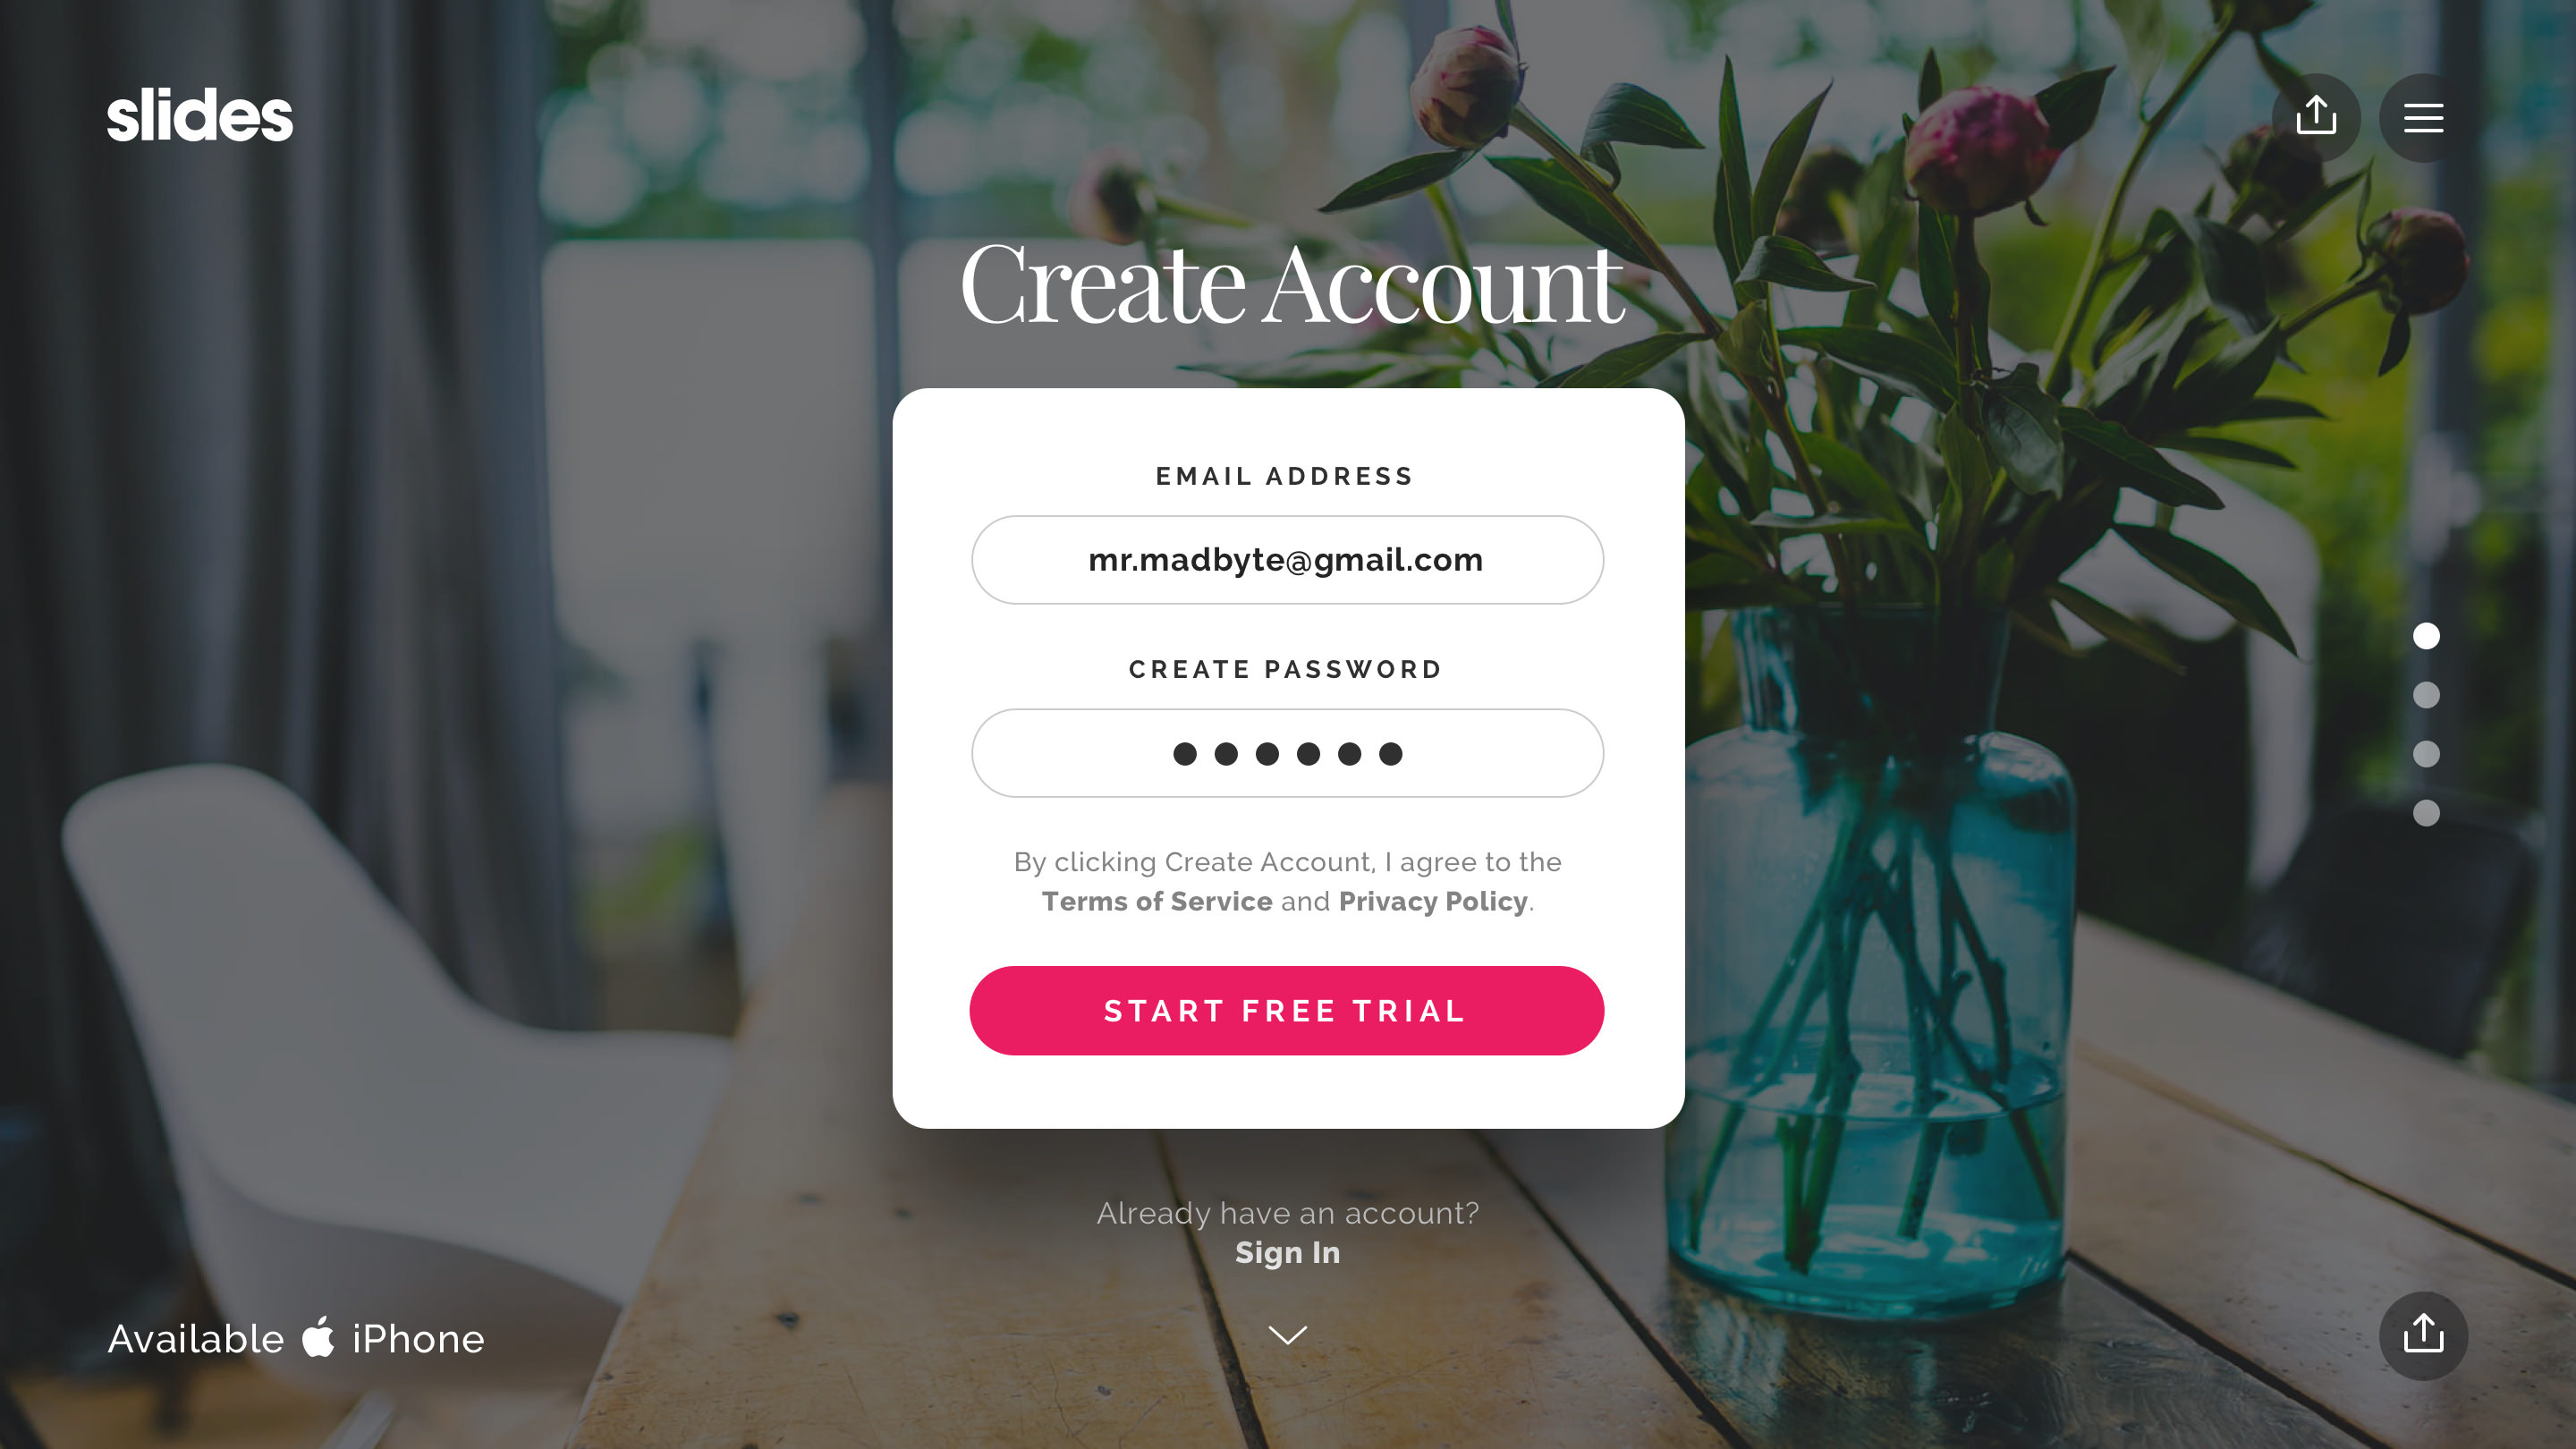 slides
Create Account
EMAIL ADDRESS
mr.madbyte@gmail.com
CREATE PASSWORD
By clicking Create Account, I agree to the
Terms of Service and Privacy Policy.
START FREE TRIAL
Already have an account?
Sign In
Available iPhone